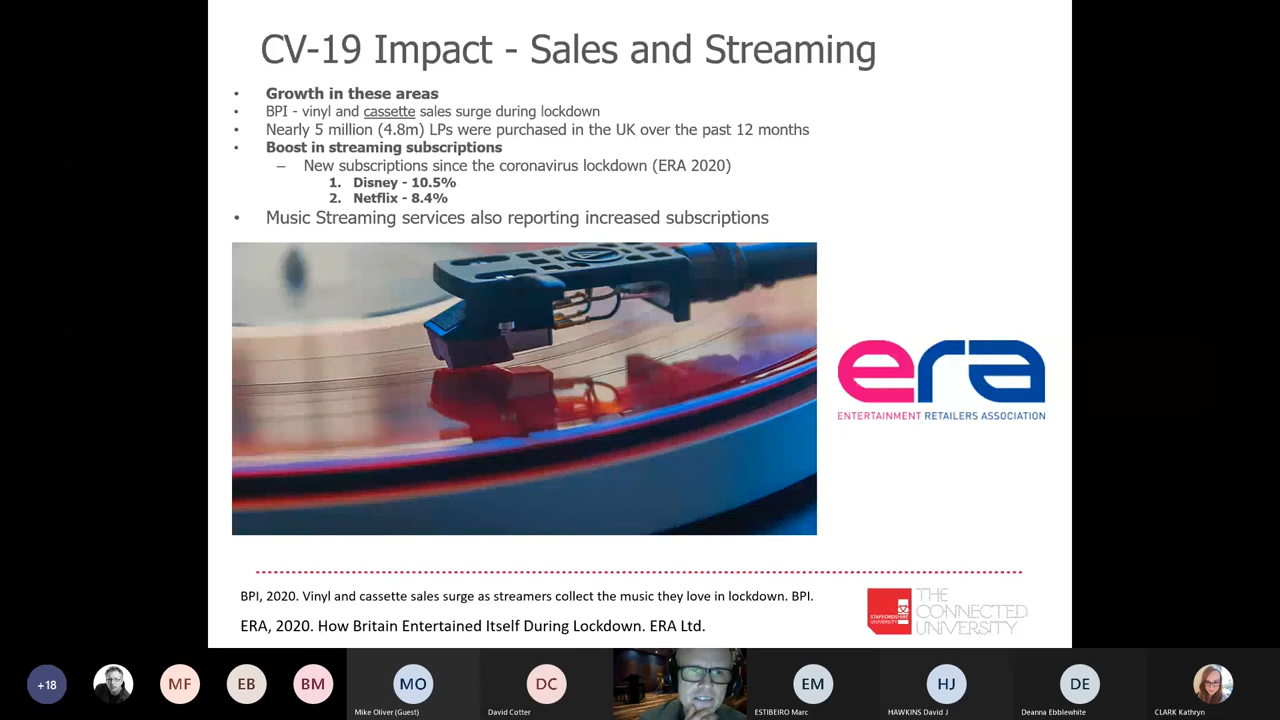 CV-19 Impact - Sales and Streaming
• Growth in these areas
• BPI - vinyl and cassette sales surge during lockdown
• Nearly 5 million (4.8m) LPs were purchased in the UK over the past 12 months
• Boost in streaming subscriptions
– New subscriptions since the coronavirus lockdown (ERA 2020)
1. Disney - 10.5%
2. Netflix - 8.4%
• Music Streaming services also reporting increased subscriptions
era
ENTERTAINMENT RETAILERS ASSOCIATION
BPI, 2020. Vinyl and cassette sales surge as streamers collect the music they love in lockdown. BPI.
ERA, 2020. How Britain Entertained Itself During Lockdown. ERA Ltd.
STAFFORDSHIRE
UNIVERSITY
THE
CONNECTED
UNIVERSITY
+18
MF
EB
BM
MO
DC
EM
HJ
DE
Mike Oliver (Guest)
David Cotter
ESTIBEIRO Marc
HAWKINS David J
Deanna Ebblewhite
CLARK Kathryn